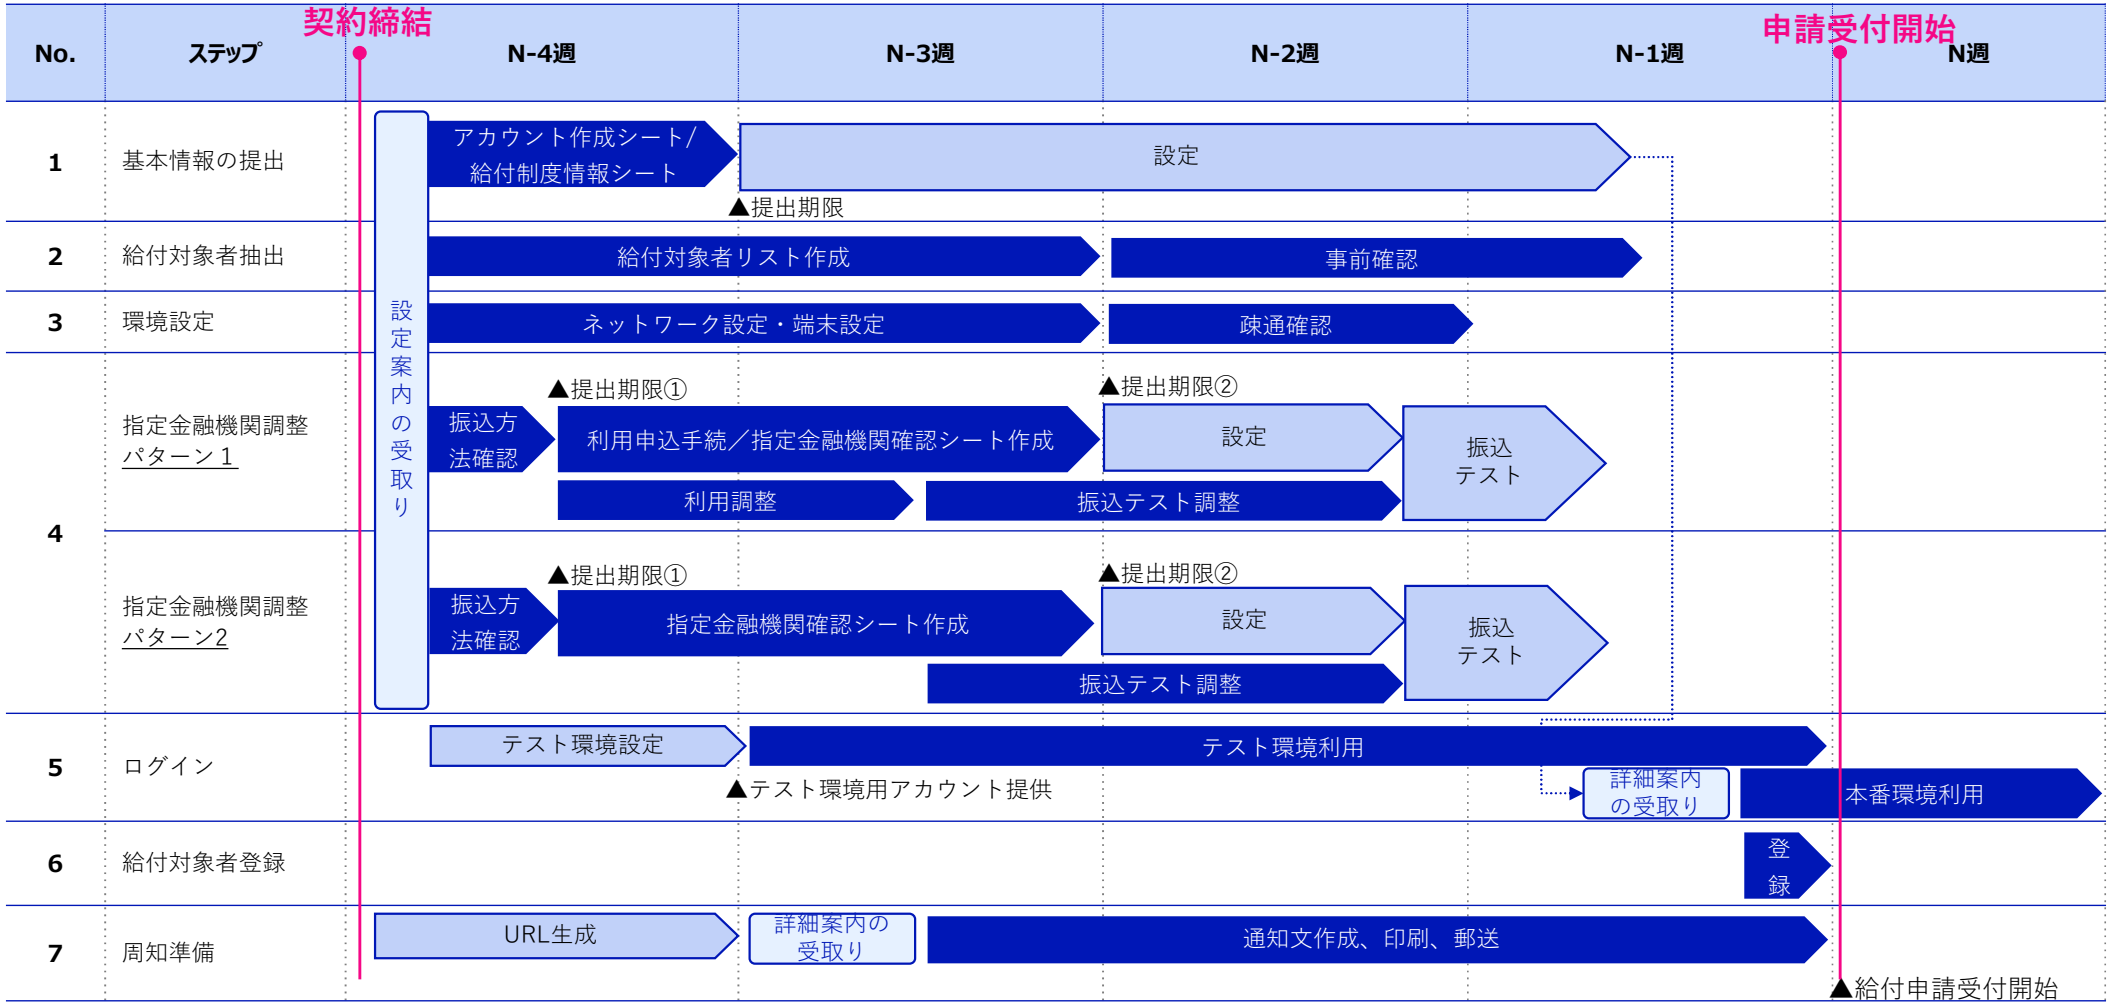 契約締結
申請受付開始
No.
ステップ
N-4週
N-3週
N-2週
N-1週
N週
1
基本情報の提出
アカウント作成シート/
給付制度情報シート
設定
▲提出期限
2
給付対象者抽出
給付対象者リスト作成
事前確認
3
環境設定
ネットワーク設定・端末設定
疎通確認
設定案内の受取り
4
指定金融機関調整
パターン１
▲提出期限①
▲提出期限②
振込方
法確認
利用申込手続／指定金融機関確認シート作成
設定
振込
テスト
利用調整
振込テスト調整
指定金融機関調整
パターン2
▲提出期限①
▲提出期限②
振込方
法確認
指定金融機関確認シート作成
設定
振込
テスト
振込テスト調整
5
ログイン
テスト環境設定
テスト環境利用
▲テスト環境用アカウント提供
詳細案内
の受取り
本番環境利用
6
給付対象者登録
登
録
7
周知準備
URL生成
詳細案内の
受取り
通知文作成、印刷、郵送
▲給付申請受付開始